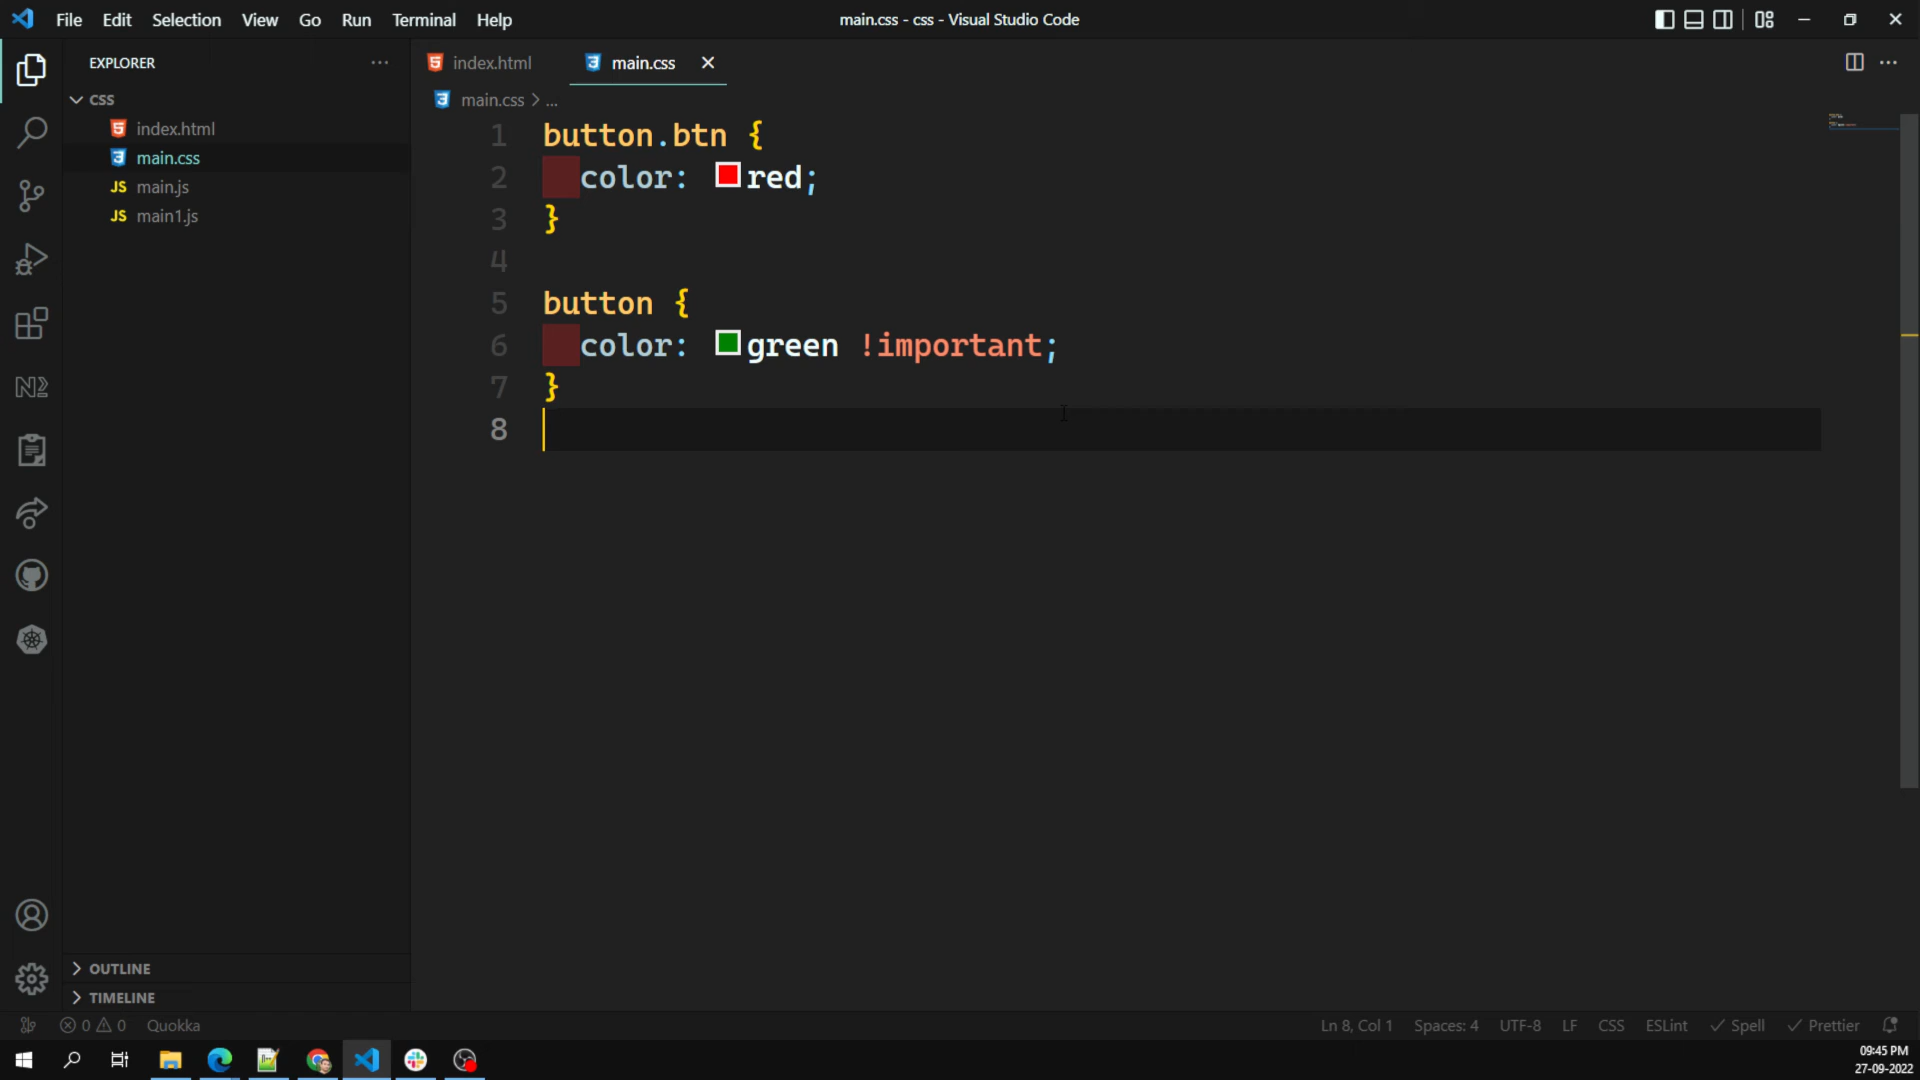 File Edit Selection View Go Run Terminal Help
main.css - css - Visual Studio Code
EXPLORER
CSS
index.html
main.css
JS main.js
JS main1.js
OUTLINE
TIMELINE
index.html
main.css
main.css > ...
1 button.btn {
2 color: red;
3 }
4
5 button {
6 color: green !important;
7 }
8
0 0 Quokka
Ln 8, Col 1 Spaces: 4 UTF-8 LF CSS ESLint Spell Prettier
09:45 PM
27-09-2022